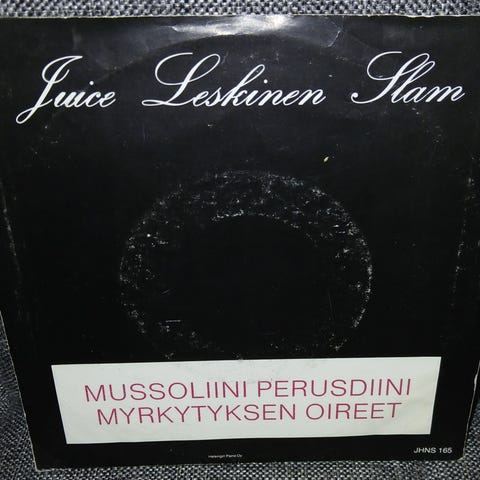 Juice Leskinen Slam
MUSSOLIINI PERUSDIINI
MYRKYTYKSEN OIREET
Helsingin Paino Oy
JHNS 165